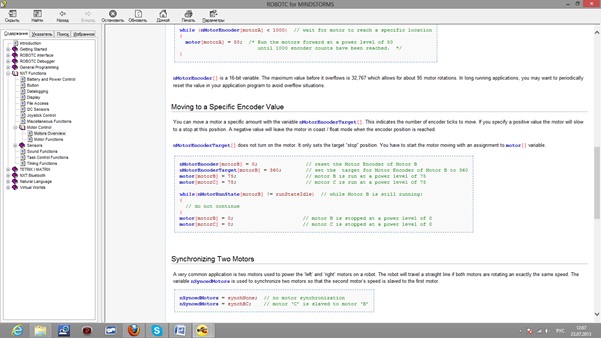 ROBOTC for MINDSTORMS
Скрыть Найти Назад Вперед Остановить Обновить Домой Печать Параметры
Содержание Указатель Поиск Избранное
Introduction
Getting Started
ROBOTC Interface
ROBOTC Debugger
General Programming
NXT Functions
Battery and Power Control
Button
Datalogging
Display
File Access
I2C Sensors
Joystick Control
Miscellaneous Functions
Motor Control
Motors Overview
Motor Functions
Sensors
Sound Functions
Task Control Functions
Timing Functions
TETRIX / MATRIX
NXT Bluetooth
Natural Language
Virtual Worlds
while (nMotorEncoder[motorA] < 1000) // wait for motor to reach a specific location
{
motor[motorA] = 50; /* Run the motors forward at a power level of 50
until 1000 encoder counts have been reached. */
}
nMotorEncoder[] is a 16-bit variable. The maximum value before it overflows is 32,767 which allows for about 95 motor rotations. In long running applications, you may want to periodically
reset the value in your application program to avoid overflow situations.
Moving to a Specific Encoder Value
You can move a motor a specific amount with the variable nMotorEncoderTarget[]. This indicates the number of encoder ticks to move. If you specify a positive value the motor will slow
to a stop at this position. A negative value will leave the motor in coast / float mode when the encoder position is reached.
nMotorEncoderTarget[] does not turn on the motor. It only sets the target "stop" position. You have to start the motor moving with an assignment to motor[] variable.
nMotorEncoder[motorB] = 0; // reset the Motor Encoder of Motor B
nMotorEncoderTarget[motorB] = 360; // set the target for Motor Encoder of Motor B to 360
motor[motorB] = 75; // motor B is run at a power level of 75
motor[motorC] = 75; // motor C is run at a power level of 75
while(nMotorRunState[motorB] != runStateIdle) // while Motor B is still running:
{
// do not continue
}
motor[motorB] = 0; // motor B is stopped at a power level of 0
motor[motorC] = 0; // motor C is stopped at a power level of 0
Synchronizing Two Motors
A very common application is two motors used to power the 'left' and 'right' motors on a robot. The robot will travel a straight line if both motors are rotating an exactly the same speed. The
variable nSyncedMotors is used to synchronize two motors so that the second motor's speed is slaved to the first motor.
nSyncedMotors = synchNone; // no motor synchronization
nSyncedMotors = synchBC; // motor 'C' is slaved to motor 'B'
РУС
12:07
23.07.2013